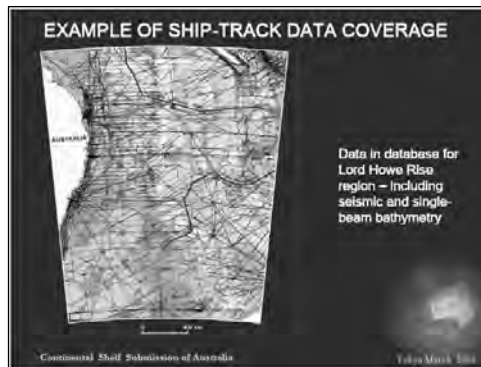 EXAMPLE OF SHIP-TRACK DATA COVERAGE
AUSTRALIA
Data in database for
Lord Howe Rise
region – including
seismic and single-
beam bathymetry
Continental Shelf Submission of Australia
Tokyo March